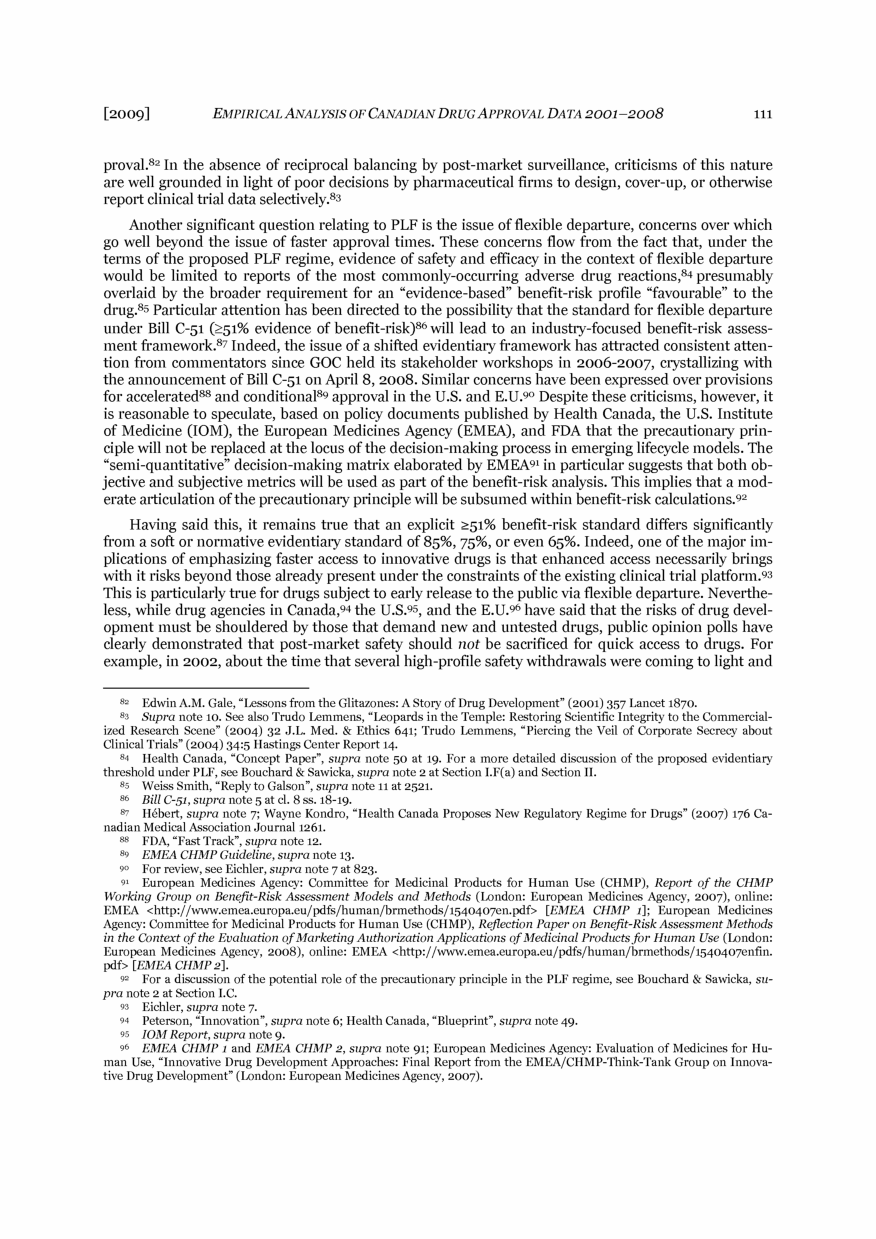 [2009] EMPIRICAL ANALYSIS OF CANADIAN DRUG APPROVAL DATA 2001–2008 111
proval.82 In the absence of reciprocal balancing by post-market surveillance, criticisms of this nature
are well grounded in light of poor decisions by pharmaceutical firms to design, cover-up, or otherwise
report clinical trial data selectively.83
Another significant question relating to PLF is the issue of flexible departure, concerns over which
go well beyond the issue of faster approval times. These concerns flow from the fact that, under the
terms of the proposed PLF regime, evidence of safety and efficacy in the context of flexible departure
would be limited to reports of the most commonly-occurring adverse drug reactions,84 presumably
overlaid by the broader requirement for an “evidence-based” benefit-risk profile “favourable” to the
drug.85 Particular attention has been directed to the possibility that the standard for flexible departure
under Bill C-51 (≥51% evidence of benefit-risk)86 will lead to an industry-focused benefit-risk assess-
ment framework.87 Indeed, the issue of a shifted evidentiary framework has attracted consistent atten-
tion from commentators since GOC held its stakeholder workshops in 2006-2007, crystallizing with
the announcement of Bill C-51 on April 8, 2008. Similar concerns have been expressed over provisions
for accelerated88 and conditional89 approval in the U.S. and E.U.90 Despite these criticisms, however, it
is reasonable to speculate, based on policy documents published by Health Canada, the U.S. Institute
of Medicine (IOM), the European Medicines Agency (EMEA), and FDA that the precautionary prin-
ciple will not be replaced at the locus of the decision-making process in emerging lifecycle models. The
“semi-quantitative” decision-making matrix elaborated by EMEA91 in particular suggests that both ob-
jective and subjective metrics will be used as part of the benefit-risk analysis. This implies that a mod-
erate articulation of the precautionary principle will be subsumed within benefit-risk calculations.92
Having said this, it remains true that an explicit ≥51% benefit-risk standard differs significantly
from a soft or normative evidentiary standard of 85%, 75%, or even 65%. Indeed, one of the major im-
plications of emphasizing faster access to innovative drugs is that enhanced access necessarily brings
with it risks beyond those already present under the constraints of the existing clinical trial platform.93
This is particularly true for drugs subject to early release to the public via flexible departure. Neverthe-
less, while drug agencies in Canada,94 the U.S.95, and the E.U.96 have said that the risks of drug devel-
opment must be shouldered by those that demand new and untested drugs, public opinion polls have
clearly demonstrated that post-market safety should not be sacrificed for quick access to drugs. For
example, in 2002, about the time that several high-profile safety withdrawals were coming to light and
82 Edwin A.M. Gale, “Lessons from the Glitazones: A Story of Drug Development” (2001) 357 Lancet 1870.
83 Supra note 10. See also Trudo Lemmens, “Leopards in the Temple: Restoring Scientific Integrity to the Commercial-
ized Research Scene” (2004) 32 J.L. Med. & Ethics 641; Trudo Lemmens, “Piercing the Veil of Corporate Secrecy about
Clinical Trials” (2004) 34:5 Hastings Center Report 14.
84 Health Canada, “Concept Paper”, supra note 50 at 19. For a more detailed discussion of the proposed evidentiary
threshold under PLF, see Bouchard & Sawicka, supra note 2 at Section I.F(a) and Section II.
85 Weiss Smith, “Reply to Galson”, supra note 11 at 2521.
86 Bill C-51, supra note 5 at cl. 8 ss. 18-19.
87 Hébert, supra note 7; Wayne Kondro, “Health Canada Proposes New Regulatory Regime for Drugs” (2007) 176 Ca-
nadian Medical Association Journal 1261.
88 FDA, “Fast Track”, supra note 12.
89 EMEA CHMP Guideline, supra note 13.
90 For review, see Eichler, supra note 7 at 823.
91 European Medicines Agency: Committee for Medicinal Products for Human Use (CHMP), Report of the CHMP
Working Group on Benefit-Risk Assessment Models and Methods (London: European Medicines Agency, 2007), online:
EMEA <http://www.emea.europa.eu/pdfs/human/brmethods/1540407en.pdf> [EMEA CHMP 1]; European Medicines
Agency: Committee for Medicinal Products for Human Use (CHMP), Reflection Paper on Benefit-Risk Assessment Methods
in the Context of the Evaluation of Marketing Authorization Applications of Medicinal Products for Human Use (London:
European Medicines Agency, 2008), online: EMEA <http://www.emea.europa.eu/pdfs/human/brmethods/1540407enfin.
pdf> [EMEA CHMP 2].
92 For a discussion of the potential role of the precautionary principle in the PLF regime, see Bouchard & Sawicka, su-
pra note 2 at Section I.C.
93 Eichler, supra note 7.
94 Peterson, “Innovation”, supra note 6; Health Canada, “Blueprint”, supra note 49.
95 IOM Report, supra note 9.
96 EMEA CHMP 1 and EMEA CHMP 2, supra note 91; European Medicines Agency: Evaluation of Medicines for Hu-
man Use, “Innovative Drug Development Approaches: Final Report from the EMEA/CHMP-Think-Tank Group on Innova-
tive Drug Development” (London: European Medicines Agency, 2007).